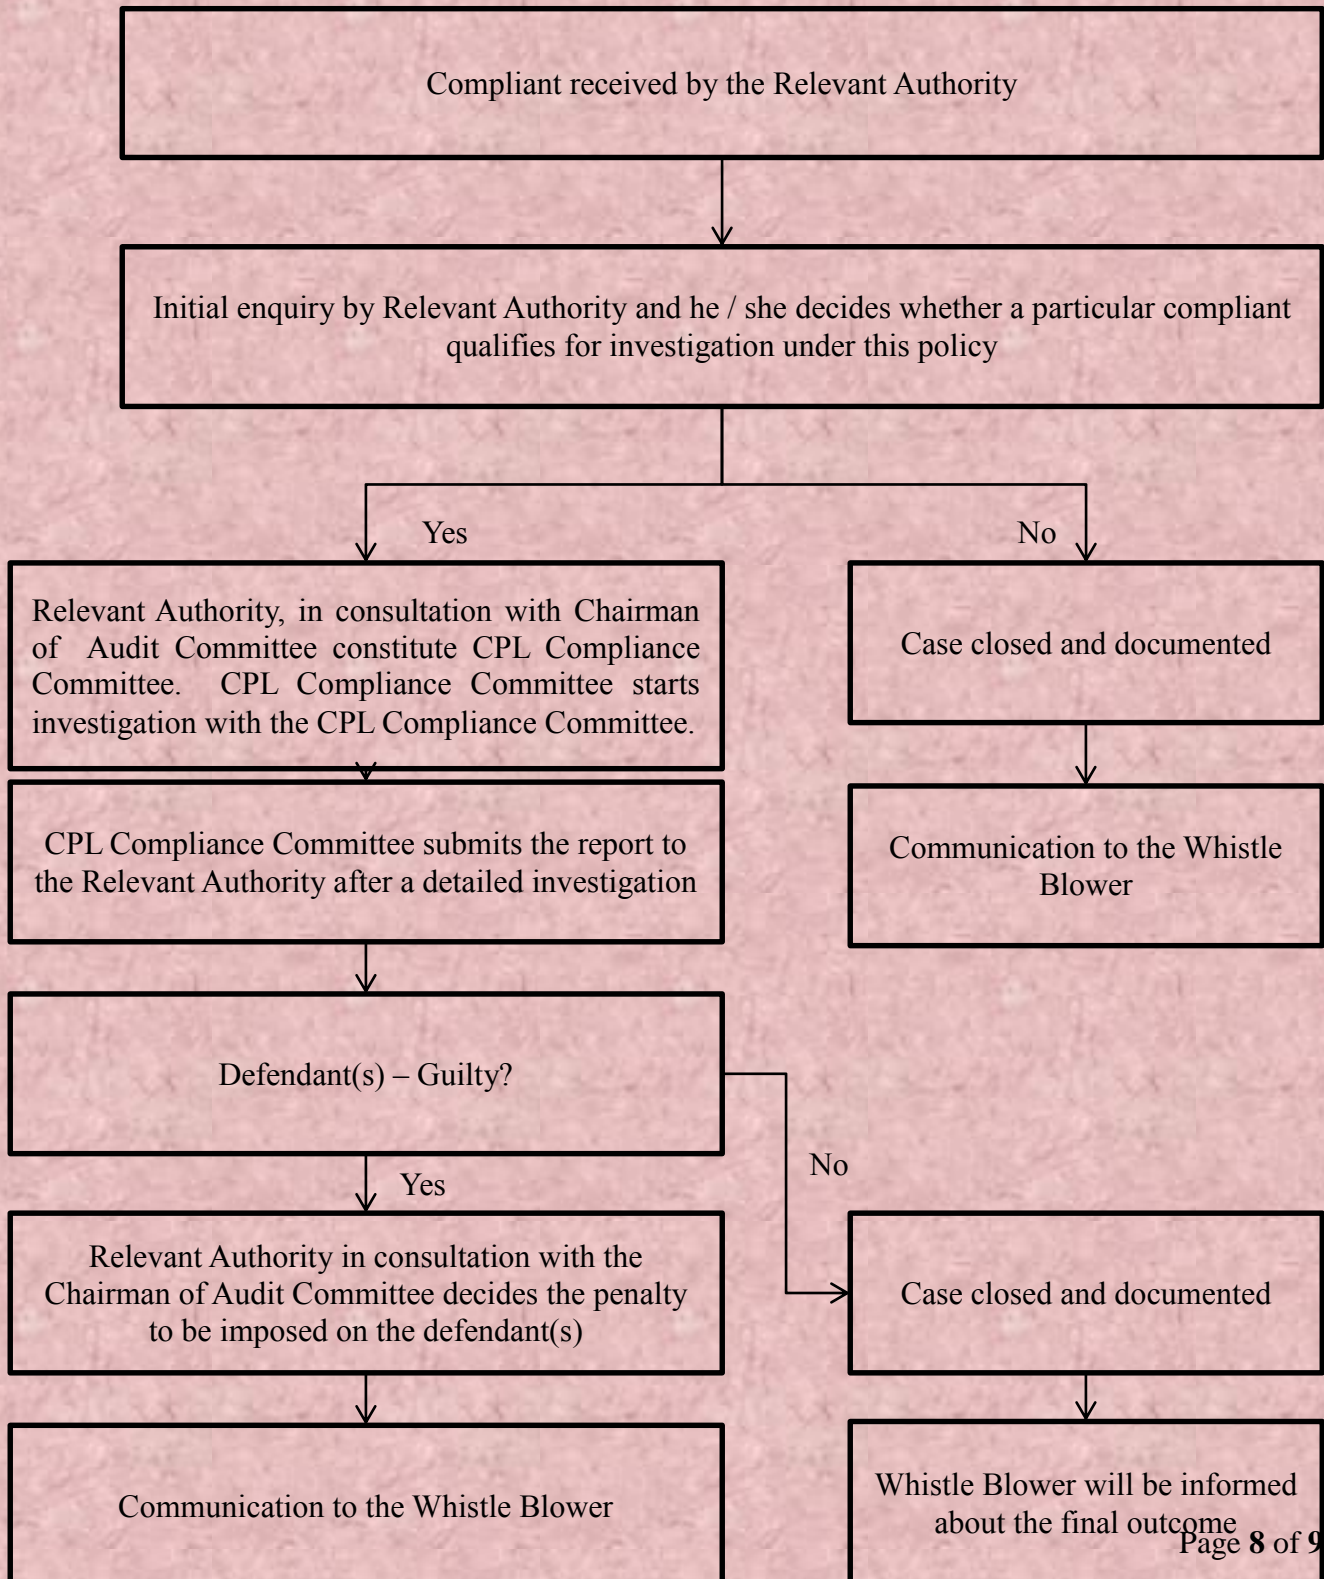 Compliant received by the Relevant Authority
Initial enquiry by Relevant Authority and he / she decides whether a particular compliant
qualifies for investigation under this policy
Yes
No
Relevant Authority, in consultation with Chairman
of Audit Committee constitute CPL Compliance
Committee. CPL Compliance Committee starts
investigation with the CPL Compliance Committee.
Case closed and documented
CPL Compliance Committee submits the report to
the Relevant Authority after a detailed investigation
Communication to the Whistle
Blower
Defendant(s) – Guilty?
No
Yes
Relevant Authority in consultation with the
Chairman of Audit Committee decides the penalty
to be imposed on the defendant(s)
Case closed and documented
Communication to the Whistle Blower
Whistle Blower will be informed
about the final outcome
Page 8 of 9